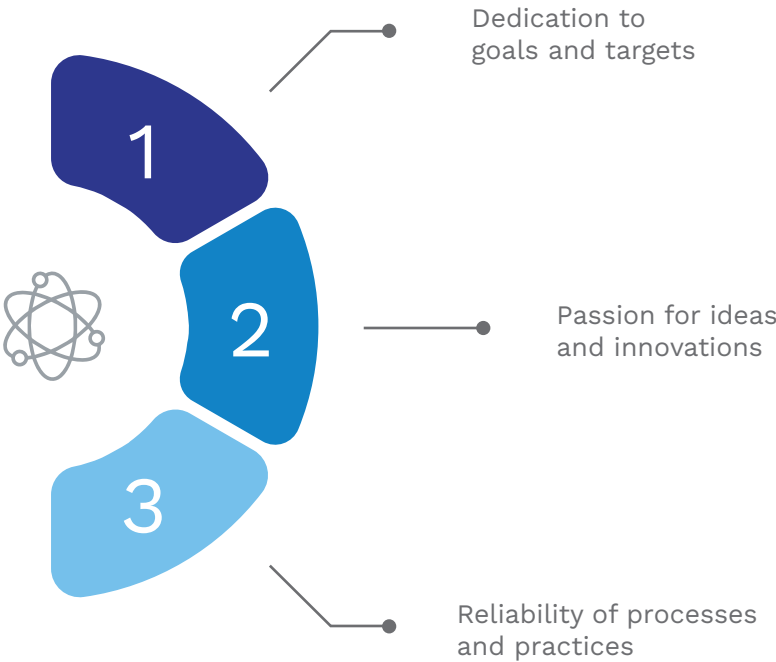 Dedication to
goals and targets
1
2
Passion for ideas
and innovations
3
Reliability of processes
and practices